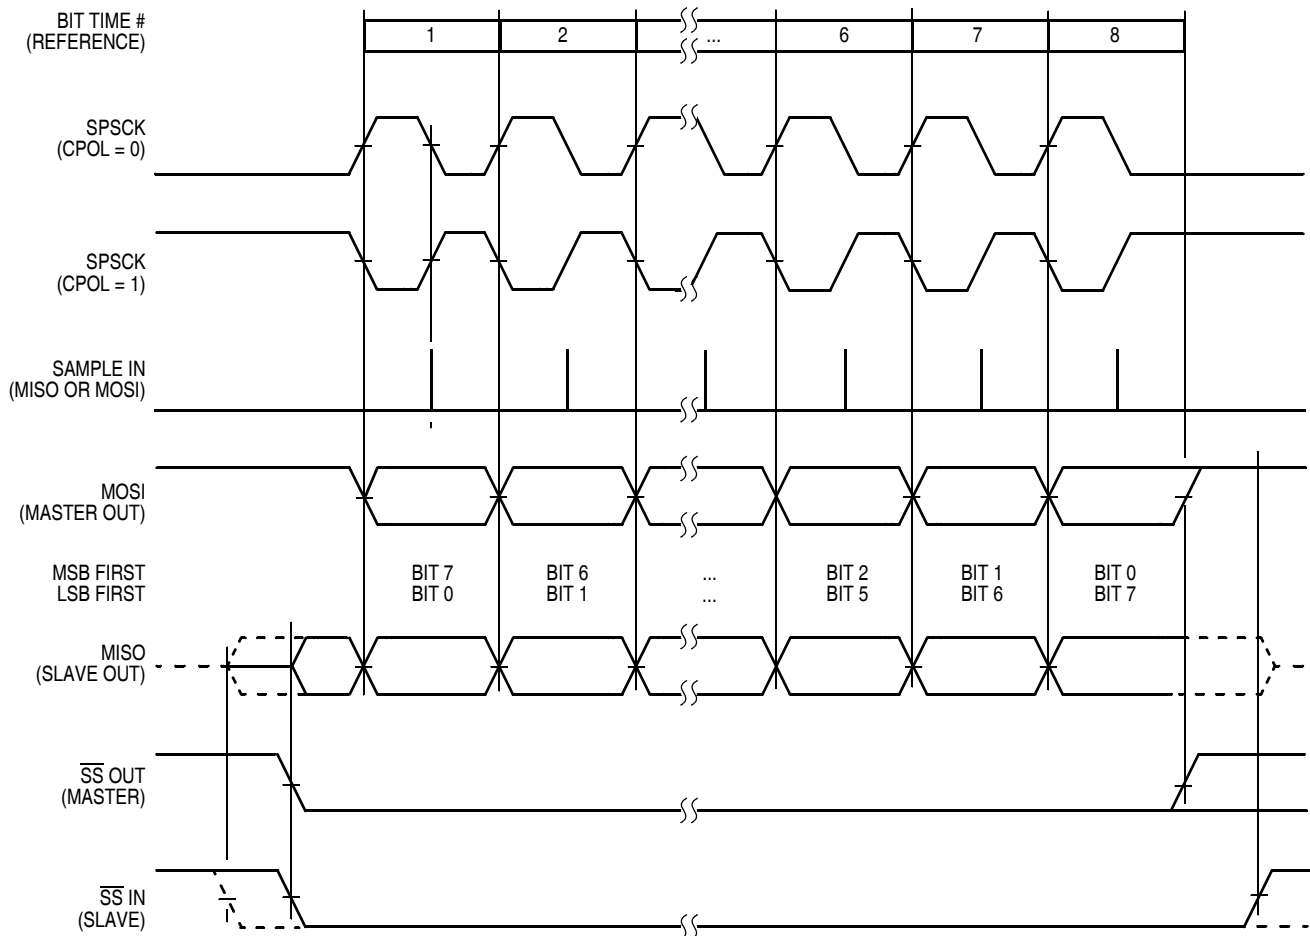 BIT TIME #
(REFERENCE)
1
2
...
6
7
8
SPSCK
(CPOL = 0)
SPSCK
(CPOL = 1)
SAMPLE IN
(MISO OR MOSI)
MOSI
(MASTER OUT)
MSB FIRST
LSB FIRST
BIT 7
BIT 0
BIT 6
BIT 1
...
...
BIT 2
BIT 5
BIT 1
BIT 6
BIT 0
BIT 7
MISO
(SLAVE OUT)
S̅S̅ OUT
(MASTER)
S̅S̅ IN
(SLAVE)